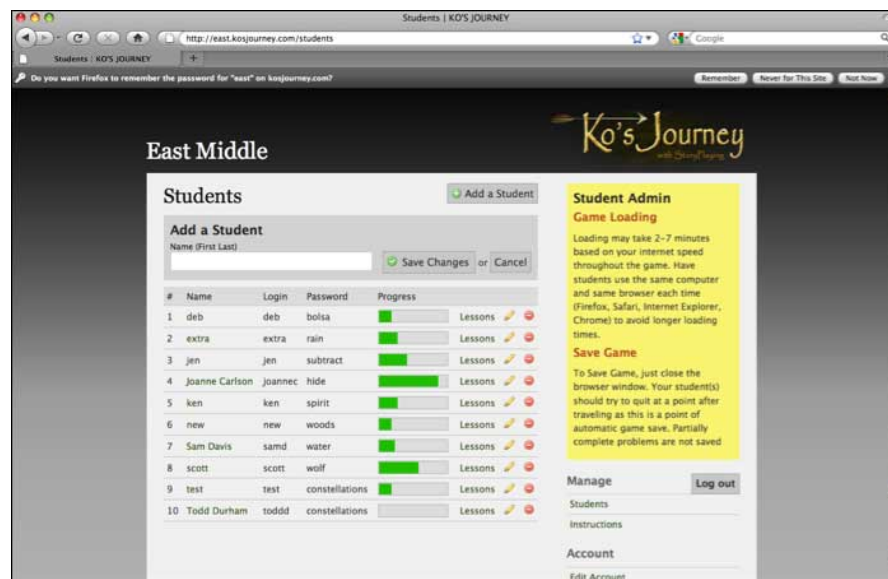 Students | KO'S JOURNEY
http://east.kosjourney.com/students
Google
Students | KO'S JOURNEY
Do you want Firefox to remember the password for "east" on kosjourney.com?
Remember
Never for This Site
Not Now
East Middle
Ko's Journey
with StoryPlaying
Students
Add a Student
Add a Student
Name (First Last)
Save Changes or Cancel
# Name Login Password Progress
1 deb deb bolsa Lessons
2 extra extra rain Lessons
3 jen jen subtract Lessons
4 Joanne Carlson joannec hide Lessons
5 ken ken spirit Lessons
6 new new woods Lessons
7 Sam Davis samd water Lessons
8 scott scott wolf Lessons
9 test test constellations Lessons
10 Todd Durham toddd constellations Lessons
Student Admin
Game Loading
Loading may take 2-7 minutes
based on your internet speed
throughout the game. Have
students use the same computer
and same browser each time
(Firefox, Safari, Internet Explorer,
Chrome) to avoid longer loading
times.
Save Game
To Save Game, just close the
browser window. Your student(s)
should try to quit at a point after
traveling as this is a point of
automatic game save. Partially
complete problems are not saved
Manage
Log out
Students
Instructions
Account
Edit Account